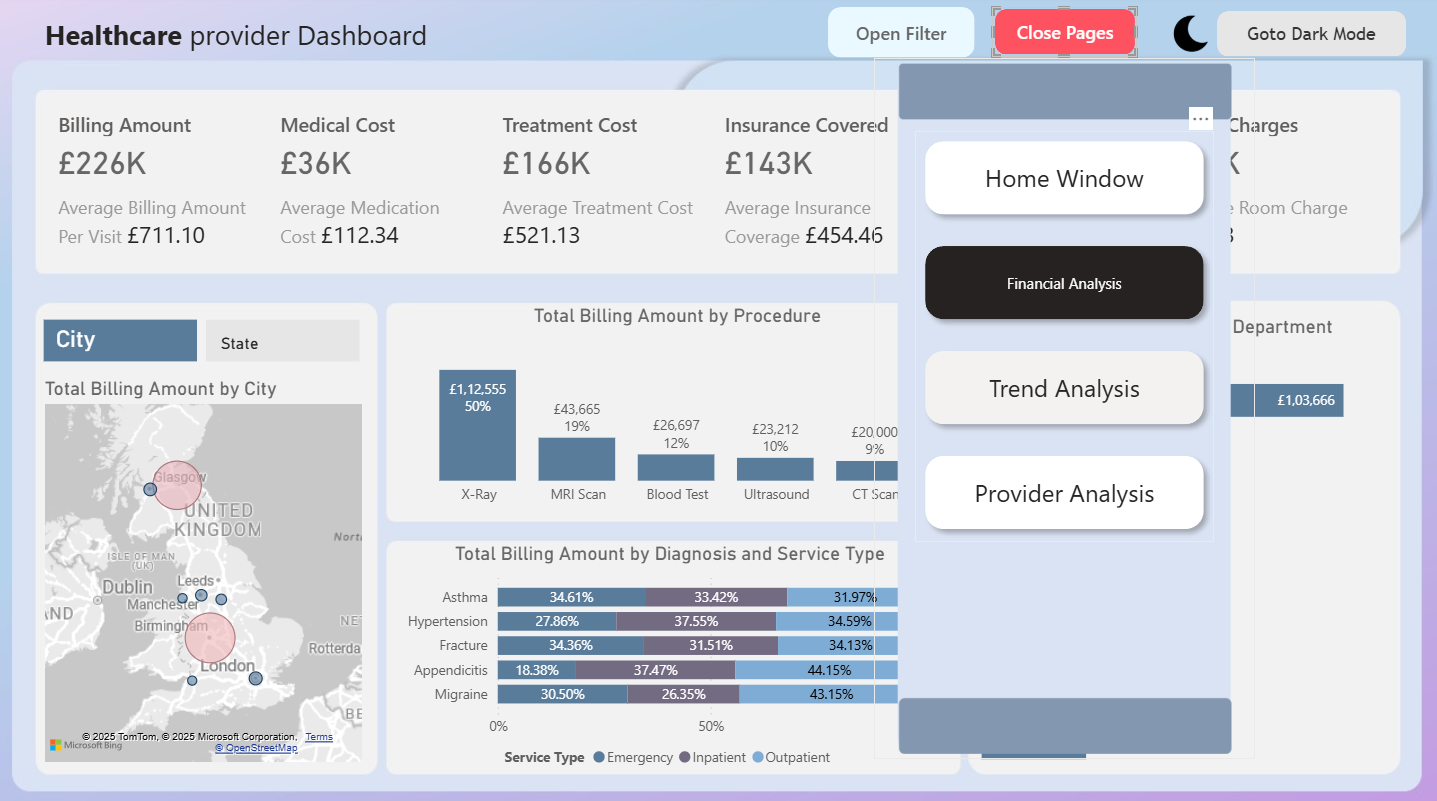 Healthcare provider Dashboard
Open Filter
Close Pages
Goto Dark Mode
Billing Amount
£226K
Average Billing Amount
Per Visit £711.10
Medical Cost
£36K
Average Medication
Cost £112.34
Treatment Cost
£166K
Average Treatment Cost
£521.13
Insurance Covered
£143K
Average Insurance
Coverage £454.46
Charges
K
Room Charge
...
Home Window
Financial Analysis
Trend Analysis
Provider Analysis
City
State
Total Billing Amount by City
Glasgow
UNITED
KINGDOM
ISLE OF MAN
(UK)
Leeds
Dublin
Manchester
AND
Birmingham
London
Nort
NE
Rotterda
BE
© 2025 TomTom, © 2025 Microsoft Corporation, Terms
© OpenStreetMap
Microsoft Bing
Total Billing Amount by Procedure
£1,12,555
50%
£43,665
19%
£26,697
12%
£23,212
10%
£20,000
9%
X-Ray
MRI Scan
Blood Test
Ultrasound
CT Scan
Total Billing Amount by Diagnosis and Service Type
Asthma 34.61% 33.42% 31.97%
Hypertension 27.86% 37.55% 34.59%
Fracture 34.36% 31.51% 34.13%
Appendicitis 18.38% 37.47% 44.15%
Migraine 30.50% 26.35% 43.15%
0% 50%
Service Type Emergency Inpatient Outpatient
Department
£1,03,666